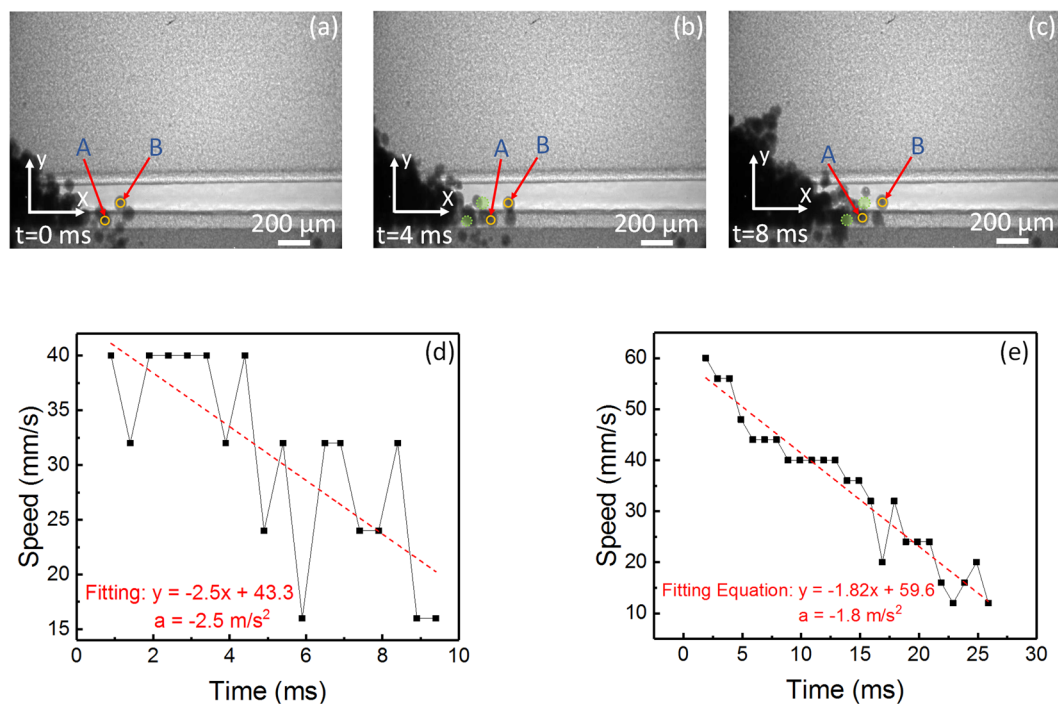 (a)
A
B
y
X
t=0 ms
200 μm
(b)
A
B
y
X
t=4 ms
200 μm
(c)
A
B
y
X
t=8 ms
200 μm
(d)
40
35
30
25
20
15
Speed (mm/s)
Fitting: y = -2.5x + 43.3
a = -2.5 m/s²
0 2 4 6 8 10
Time (ms)
(e)
60
50
40
30
20
10
Speed (mm/s)
Fitting Equation: y = -1.82x + 59.6
a = -1.8 m/s²
0 5 10 15 20 25 30
Time (ms)